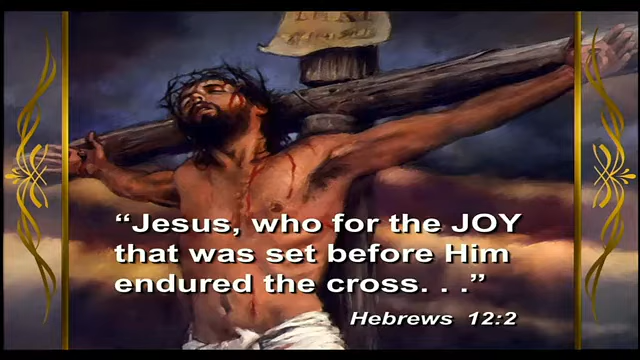 “Jesus, who for the JOY
that was set before Him
endured the cross. . .”
Hebrews 12:2